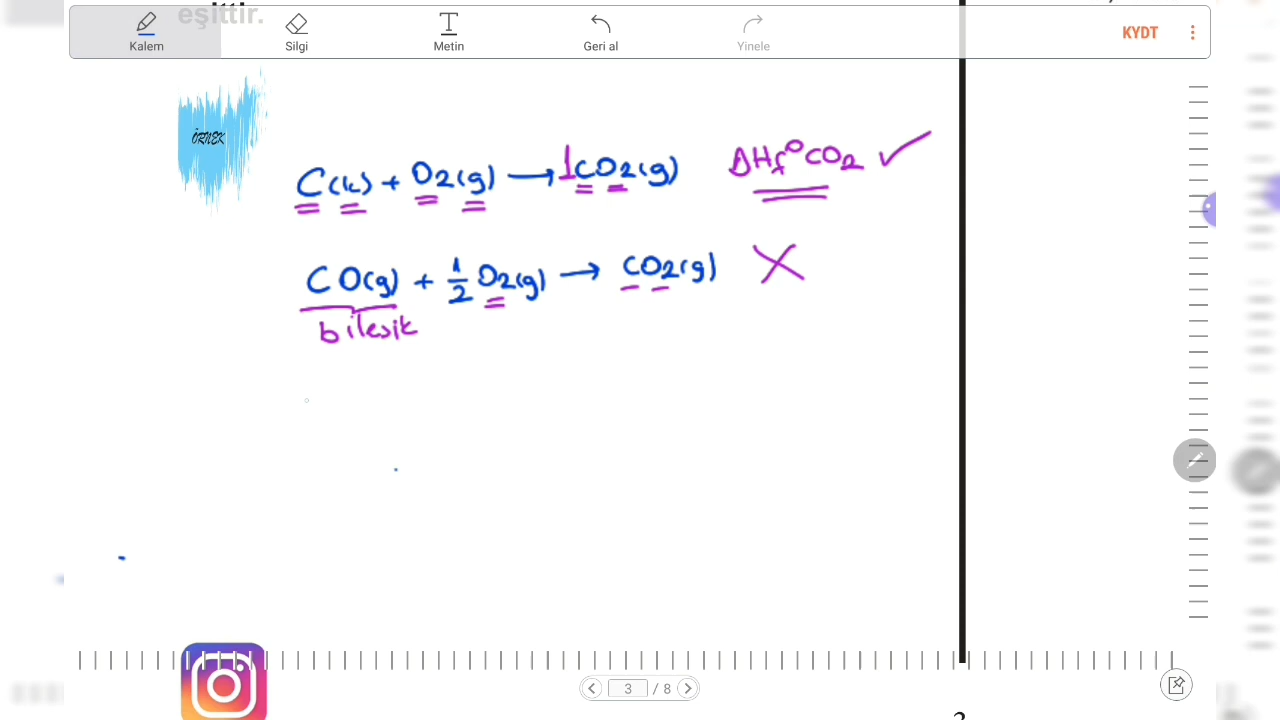 eşittir.
Kalem
Silgi
Metin
Geri al
Yinele
KYDT
ÖRNEK
C(k) + O2(g) → 1CO2(g) ΔHf° CO2 ✓
CO(g) + 1/2 O2(g) → CO2(g) X
bilesik
3 / 8